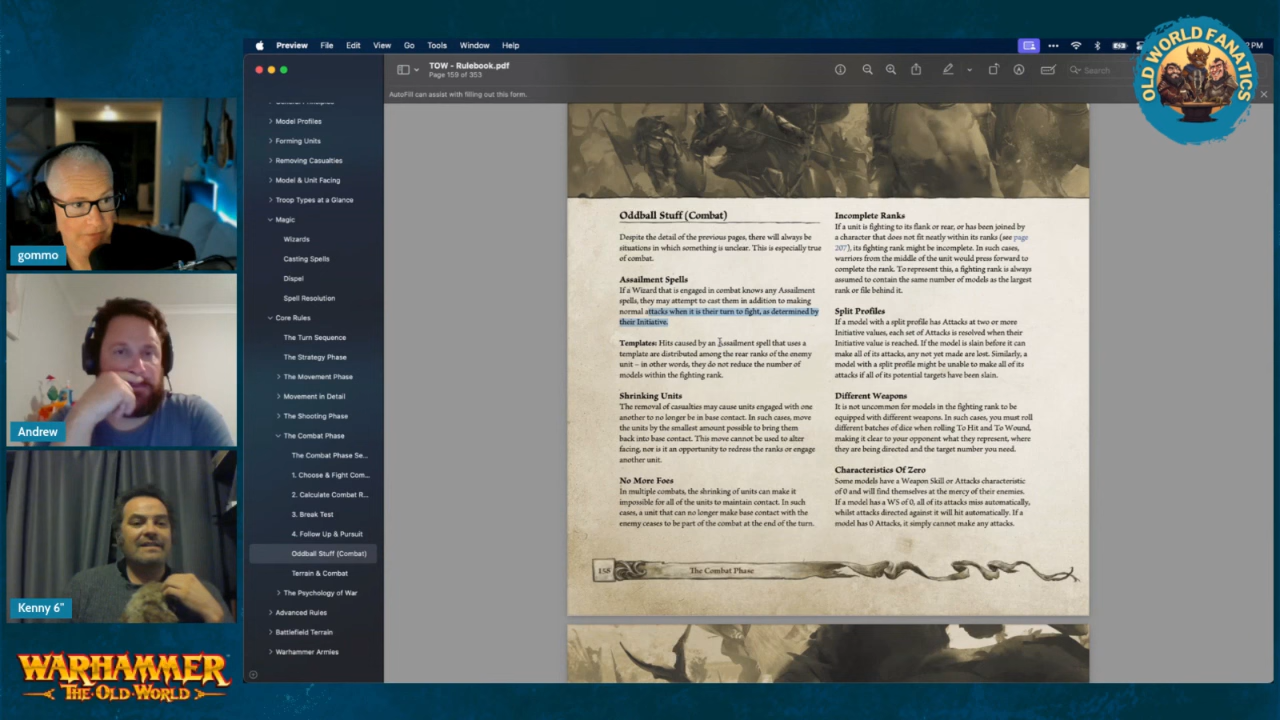 Preview File Edit View Go Tools Window Help
PM
OLD WORLD FANATICS
TOW - Rulebook.pdf
Page 159 of 353
Search
AutoFill can assist with filling out this form.
Model Profiles
Forming Units
Removing Casualties
Model & Unit Facing
Troop Types at a Glance
Magic
Wizards
Casting Spells
Dispel
Spell Resolution
Core Rules
The Turn Sequence
The Strategy Phase
The Movement Phase
Movement in Detail
The Shooting Phase
The Combat Phase
The Combat Phase Se...
1. Choose & Fight Com...
2. Calculate Combat R...
3. Break Test
4. Follow Up & Pursuit
Oddball Stuff (Combat)
Terrain & Combat
The Psychology of War
Advanced Rules
Battlefield Terrain
Warhammer Armies
Oddball Stuff (Combat)
Despite the detail of the previous pages, there will always be
situations in which something is unclear. This is especially true
of combat.
Assailment Spells
If a Wizard that is engaged in combat knows any Assailment
spells, they may attempt to cast them in addition to making
normal attacks when it is their turn to fight, as determined by
their Initiative.
Templates: Hits caused by an Assailment spell that uses a
template are distributed among the rear ranks of the enemy
unit – in other words, they do not reduce the number of
models within the fighting rank.
Shrinking Units
The removal of casualties may cause units engaged with one
another to no longer be in base contact. In such cases, move
the units by the smallest amount possible to bring them
back into base contact. This move cannot be used to alter
facing, nor is it an opportunity to redress the ranks or engage
another unit.
No More Foes
In multiple combats, the shrinking of units can make it
impossible for all of the units to maintain contact. In such
cases, a unit that can no longer make base contact with the
enemy ceases to be part of the combat at the end of the turn.
Incomplete Ranks
If a unit is fighting to its flank or rear, or has been joined by
a character that does not fit neatly within its ranks (see page
207), its fighting rank might be incomplete. In such cases,
warriors from the middle of the unit would press forward to
complete the rank. To represent this, a fighting rank is always
assumed to contain the same number of models as the largest
rank or file behind it.
Split Profiles
If a model with a split profile has Attacks at two or more
Initiative values, each set of Attacks is resolved when their
Initiative value is reached. If the model is slain before it can
make all of its attacks, any not yet made are lost. Similarly, a
model with a split profile might be unable to make all of its
attacks if all of its potential targets have been slain.
Different Weapons
It is not uncommon for models in the fighting rank to be
equipped with different weapons. In such cases, you must roll
different batches of dice when rolling To Hit and To Wound,
making it clear to your opponent what they represent, where
they are being directed and the target number you need.
Characteristics Of Zero
Some models have a Weapon Skill or Attacks characteristic
of 0 and will find themselves at the mercy of their enemies.
If a model has a WS of 0, all of its attacks miss automatically,
whilst attacks directed against it will hit automatically. If a
model has 0 Attacks, it simply cannot make any attacks.
158
The Combat Phase
gommo
Andrew
Kenny 6"
WARHAMMER
THE OLD WORLD